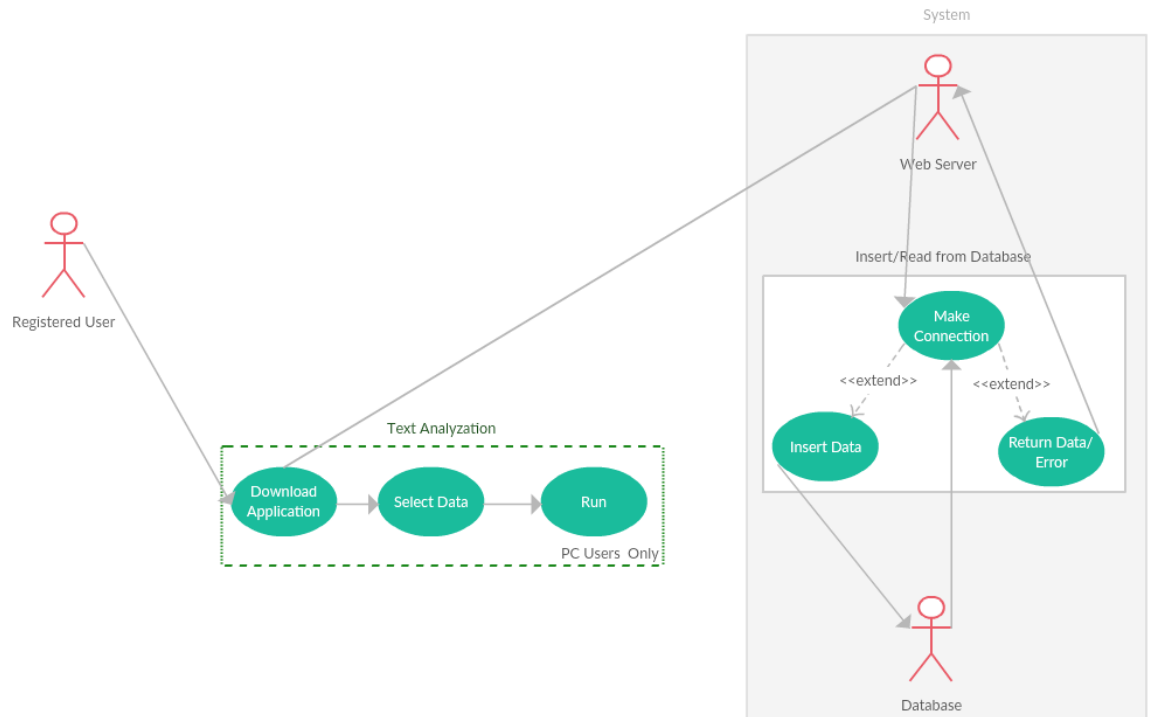 System
Web Server
Registered User
Insert/Read from Database
Make
Connection
<<extend>>
<<extend>>
Insert Data
Return Data/
Error
Text Analyzation
Download
Application
Select Data
Run
PC Users Only
Database